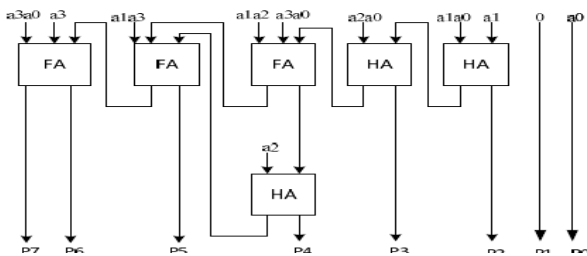 a3a0 a3 a1a3 a1a2 a3a0 a2a0 a1a0 a1 0 a0
FA FA FA HA HA
a2
HA
P7 P6 P5 P4 P3 P2 P1 P0